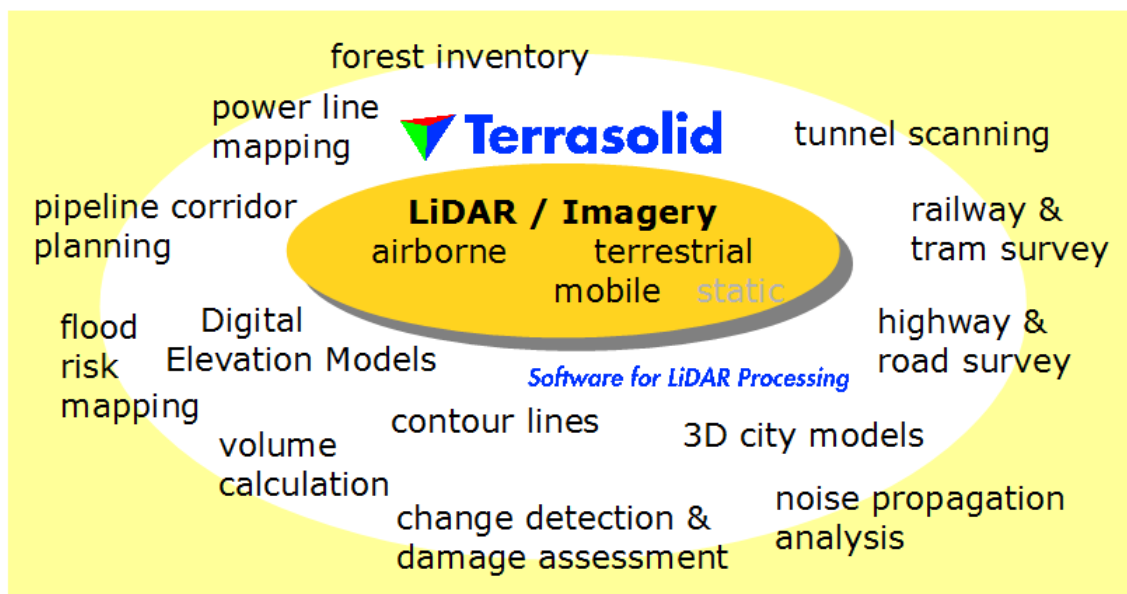 forest inventory
power line
mapping
Terrasolid
tunnel scanning
pipeline corridor
planning
LiDAR / Imagery
airborne terrestrial
mobile static
railway &
tram survey
flood
risk
mapping
Digital
Elevation Models
highway &
road survey
Software for LiDAR Processing
contour lines
volume
calculation
3D city models
change detection &
damage assessment
noise propagation
analysis